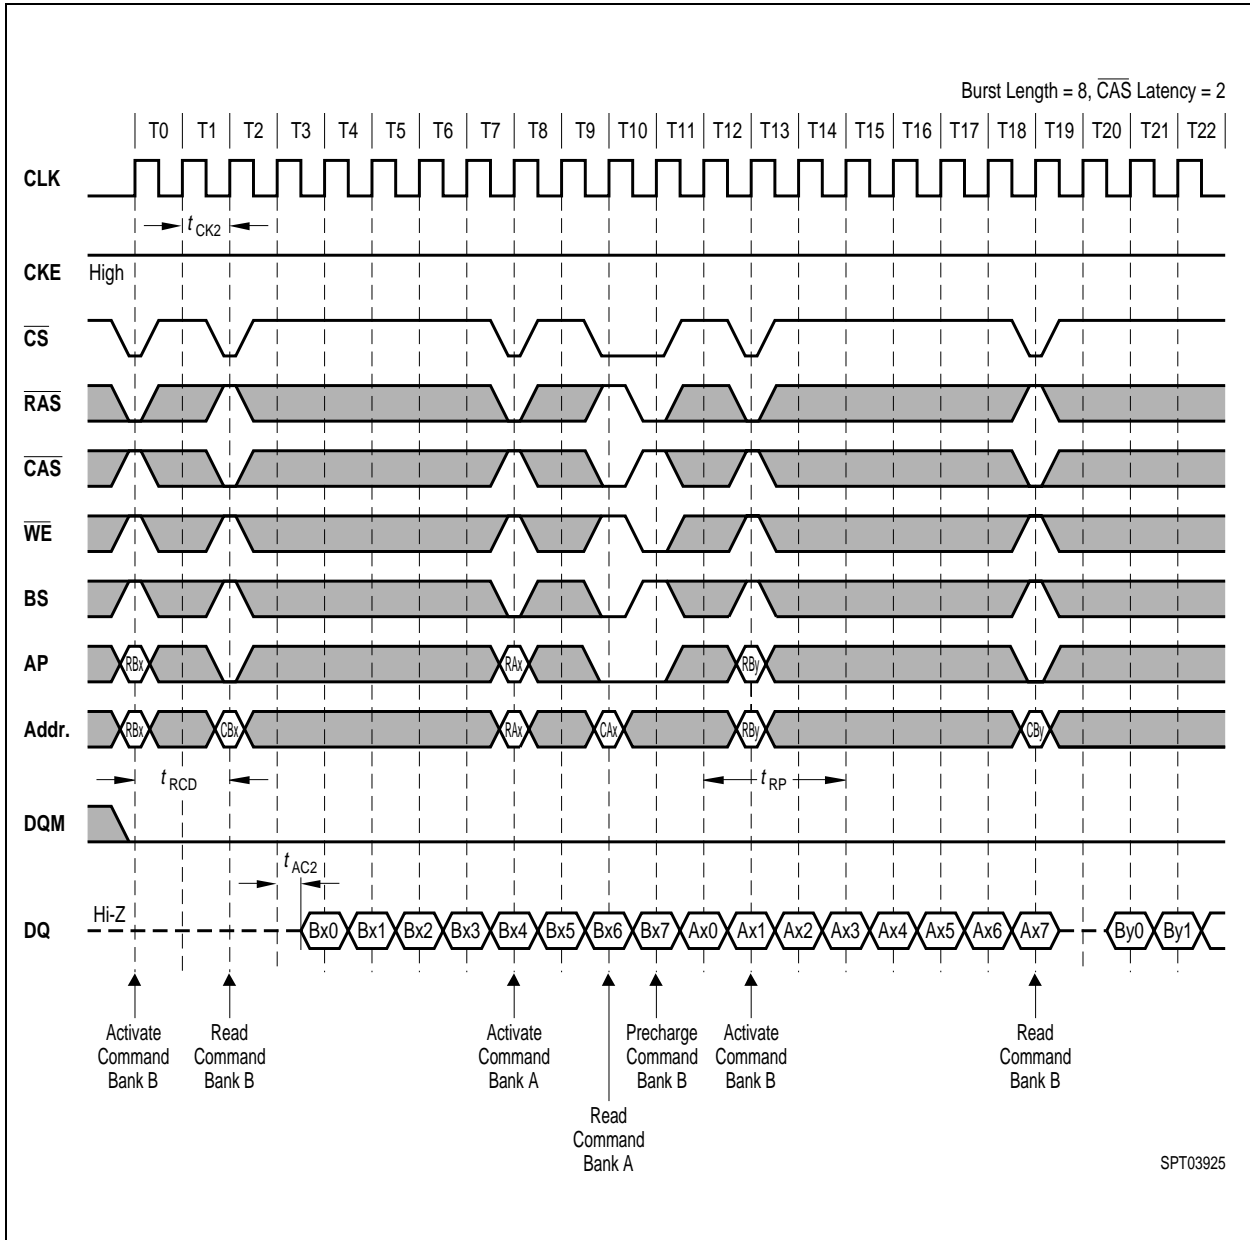 Burst Length = 8, CAS Latency = 2
T0 T1 T2 T3 T4 T5 T6 T7 T8 T9 T10 T11 T12 T13 T14 T15 T16 T17 T18 T19 T20 T21 T22
CLK
t CK2
CKE High
CS
RAS
CAS
WE
BS
AP RBx RAx RBy
Addr. RBx CBx RAx CAx RBy CBy
t RCD t RP
DQM
t AC2
DQ Hi-Z Bx0 Bx1 Bx2 Bx3 Bx4 Bx5 Bx6 Bx7 Ax0 Ax1 Ax2 Ax3 Ax4 Ax5 Ax6 Ax7 By0 By1
Activate
Command
Bank B
Read
Command
Bank B
Activate
Command
Bank A
Read
Command
Bank A
Precharge
Command
Bank B
Activate
Command
Bank B
Read
Command
Bank B
SPT03925